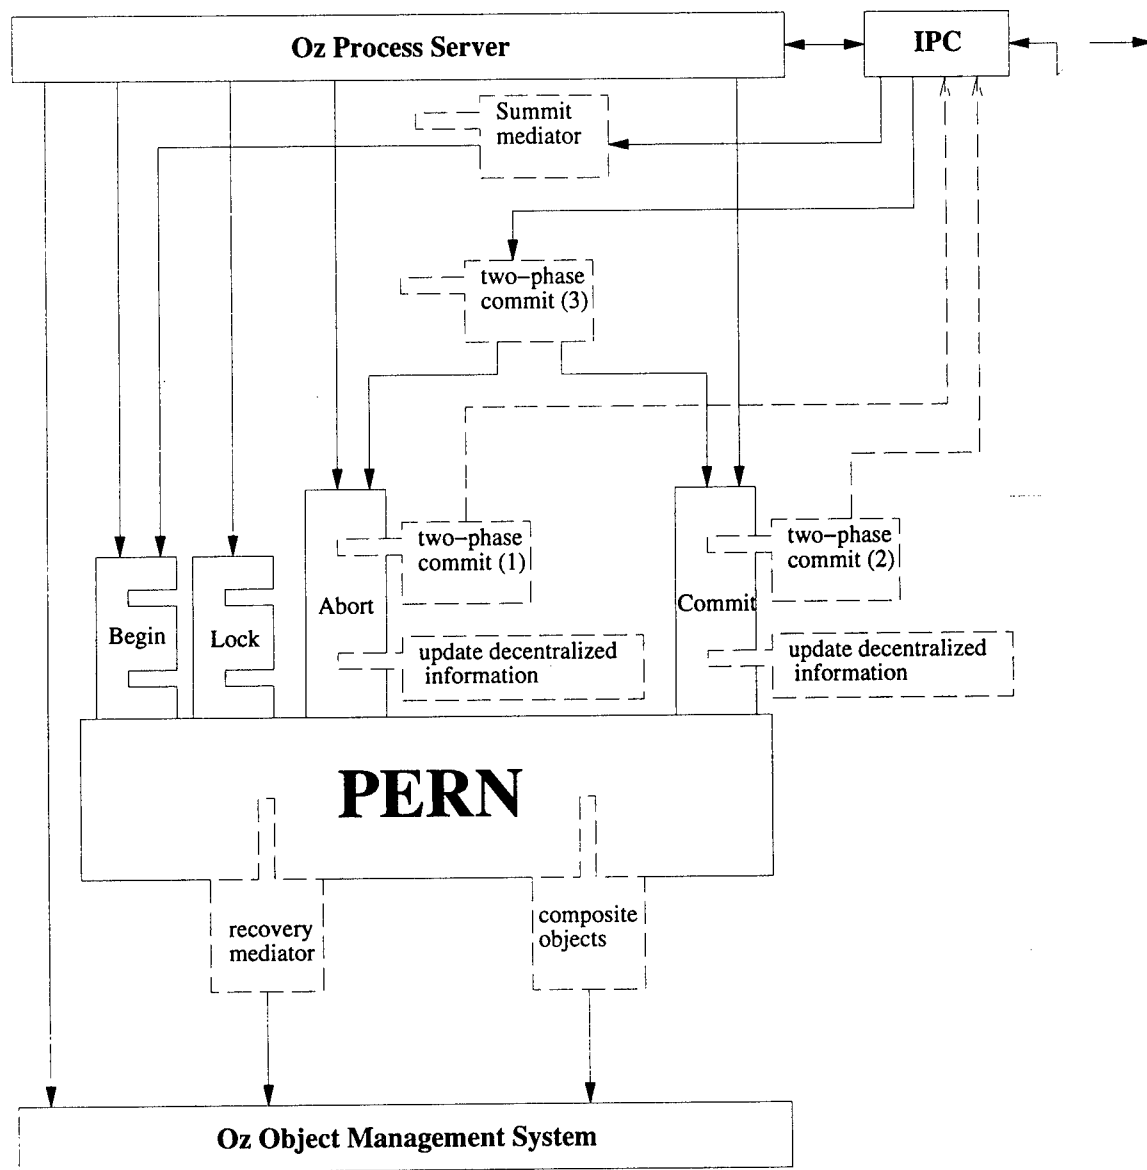 Oz Process Server
IPC
Summit
mediator
two−phase
commit (3)
two−phase
commit (1)
two−phase
commit (2)
Begin
Lock
Abort
Commit
update decentralized
information
update decentralized
information
PERN
recovery
mediator
composite
objects
Oz Object Management System